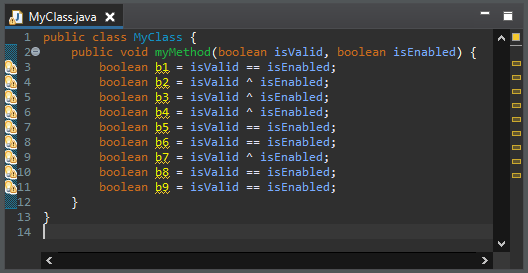 MyClass.java
1 public class MyClass {
2 public void myMethod(boolean isValid, boolean isEnabled) {
3 boolean b1 = isValid == isEnabled;
4 boolean b2 = isValid ^ isEnabled;
5 boolean b3 = isValid ^ isEnabled;
6 boolean b4 = isValid ^ isEnabled;
7 boolean b5 = isValid == isEnabled;
8 boolean b6 = isValid == isEnabled;
9 boolean b7 = isValid ^ isEnabled;
10 boolean b8 = isValid == isEnabled;
11 boolean b9 = isValid == isEnabled;
12 }
13 }
14